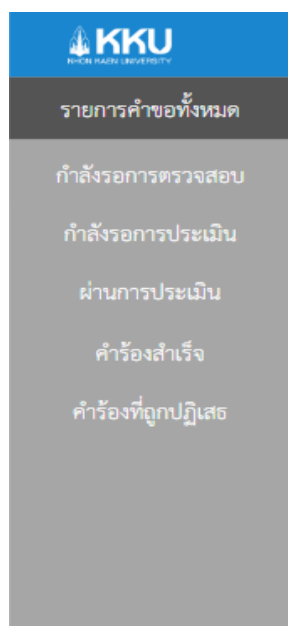 KKU
KHON KAEN UNIVERSITY
รายการคำขอทั้งหมด
กำลังรอการตรวจสอบ
กำลังรอการประเมิน
ผ่านการประเมิน
คำร้องสำเร็จ
คำร้องที่ถูกปฏิเสธ